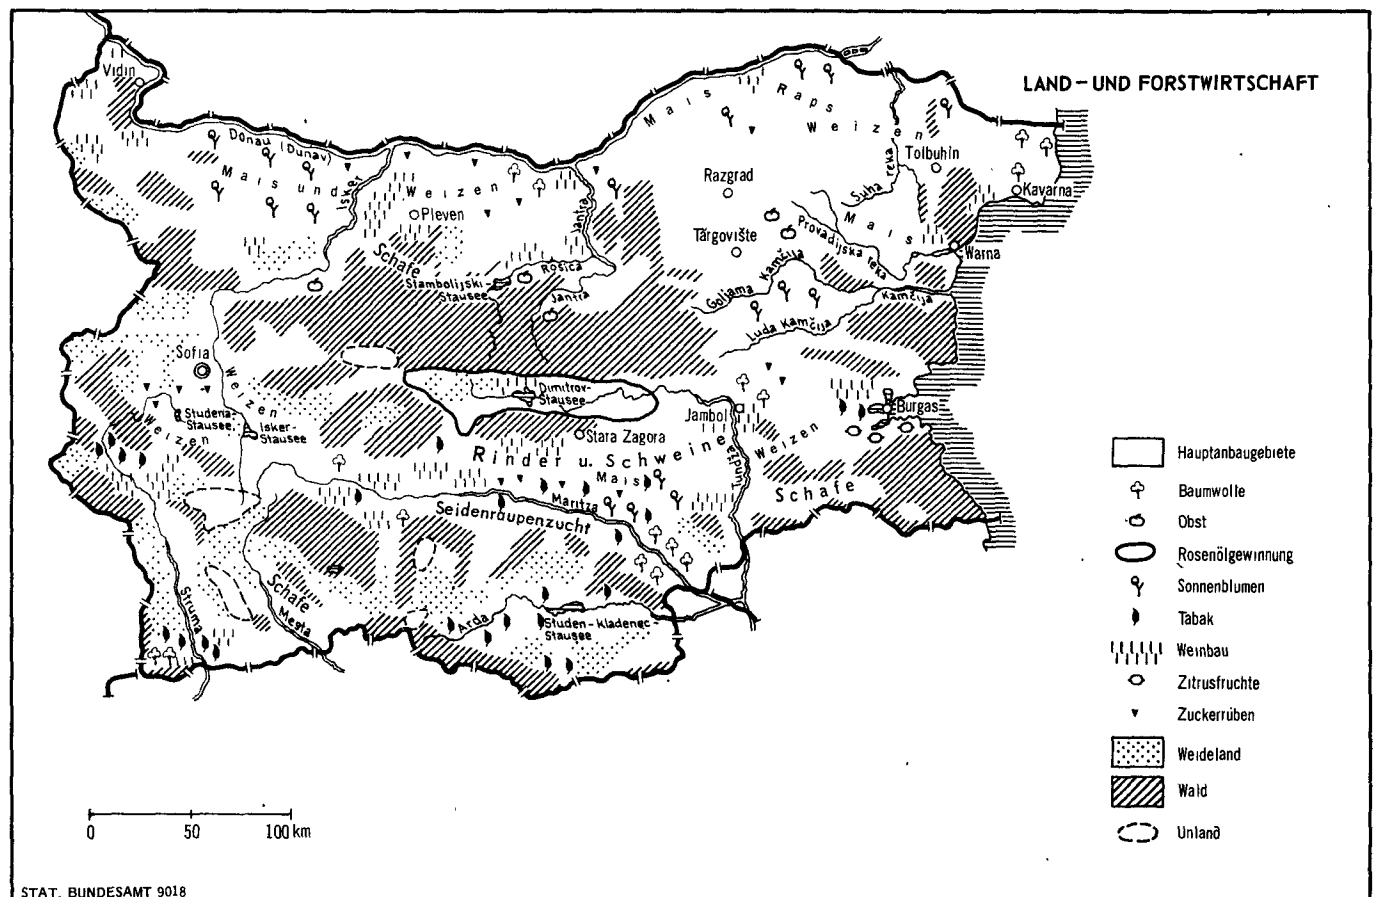 LAND- UND FORSTWIRTSCHAFT
Vidin
Donau (Dunav)
Mais und
Weizen
Isker
Pleven
Jantra
Mais
Raps
Weizen
Tolbuhin
Suha reka
Kavarna
Razgrad
Mais
Târgovište
Provadijska reka
Warna
Schafe
Stambolijski-
Stausee
Rosica
Jantra
Goljama Kamčija
Kamčija
Luda Kamčija
Sofia
Weizen
Weizen
Studena-
Stausee
Isker-
Stausee
Dimitrov-
Stausee
Jambol
Burgas
Stara Zagora
Weizen
Rinder u. Schweine
Tundža
Mais
Schafe
Maritza
Seidenraupenzucht
Schafe
Mesta
Struma
Arda
Studen-Kladenec-
Stausee
Hauptanbaugebiete
Baumwolle
Obst
Rosenölgewinnung
Sonnenblumen
Tabak
Weinbau
Zitrusfruchte
Zuckerrüben
Weideland
Wald
Unland
0 50 100 km
STAT. BUNDESAMT 9018